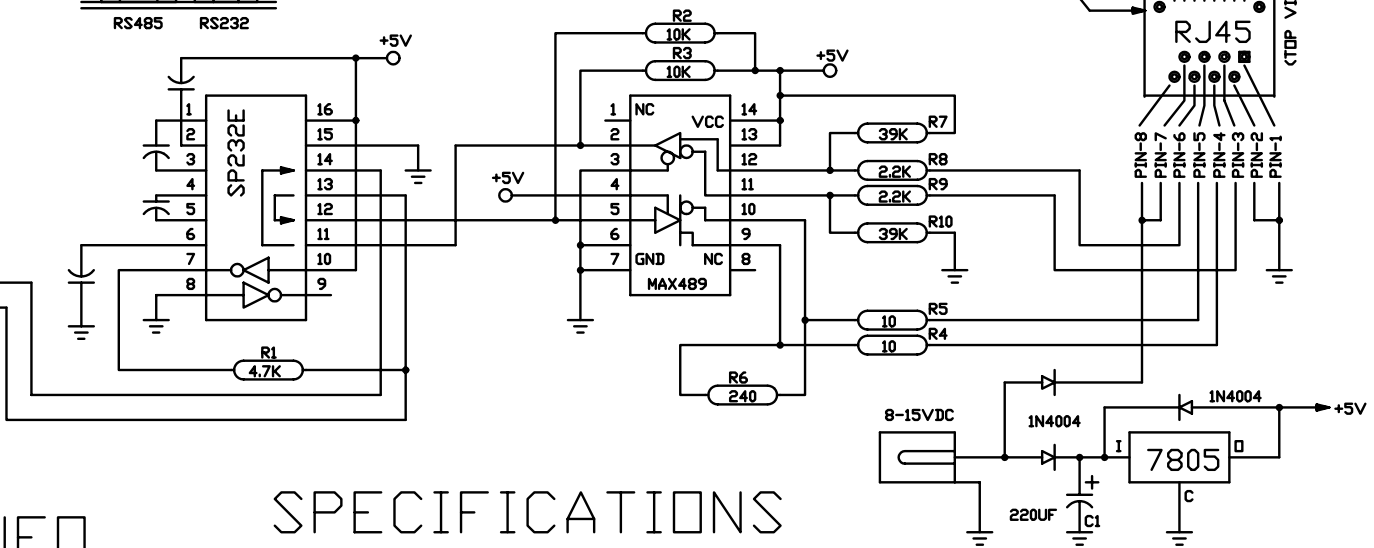 RS485 RS232
+5V
SP232E
1
2
3
4
5
6
7
8
16
15
14
13
12
11
10
9
R1
4.7K
R2
10K
R3
10K
+5V
+5V
1
2
3
4
5
6
7
NC
VCC
GND
NC
MAX489
14
13
12
11
10
9
8
R7
39K
R8
2.2K
R9
2.2K
R10
39K
R5
10
R4
10
R6
240
RJ45
PIN-8
PIN-7
PIN-6
PIN-5
PIN-4
PIN-3
PIN-2
PIN-1
8-15VDC
1N4004
1N4004
+5V
I
7805
O
C
220UF
+
C1
SPECIFICATIONS
(TOP